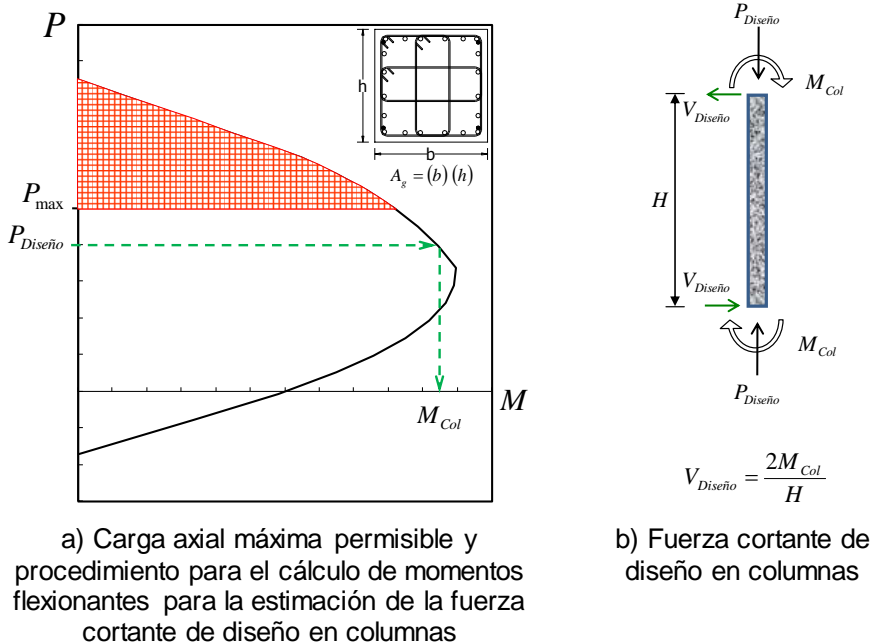 P
h
b
A_g = (b) (h)
P_max
P_Diseño
M_Col
M
P_Diseño
M_Col
V_Diseño
H
V_Diseño
M_Col
P_Diseño
V_Diseño = 2M_Col / H
a) Carga axial máxima permisible y
procedimiento para el cálculo de momentos
flexionantes para la estimación de la fuerza
cortante de diseño en columnas
b) Fuerza cortante de
diseño en columnas